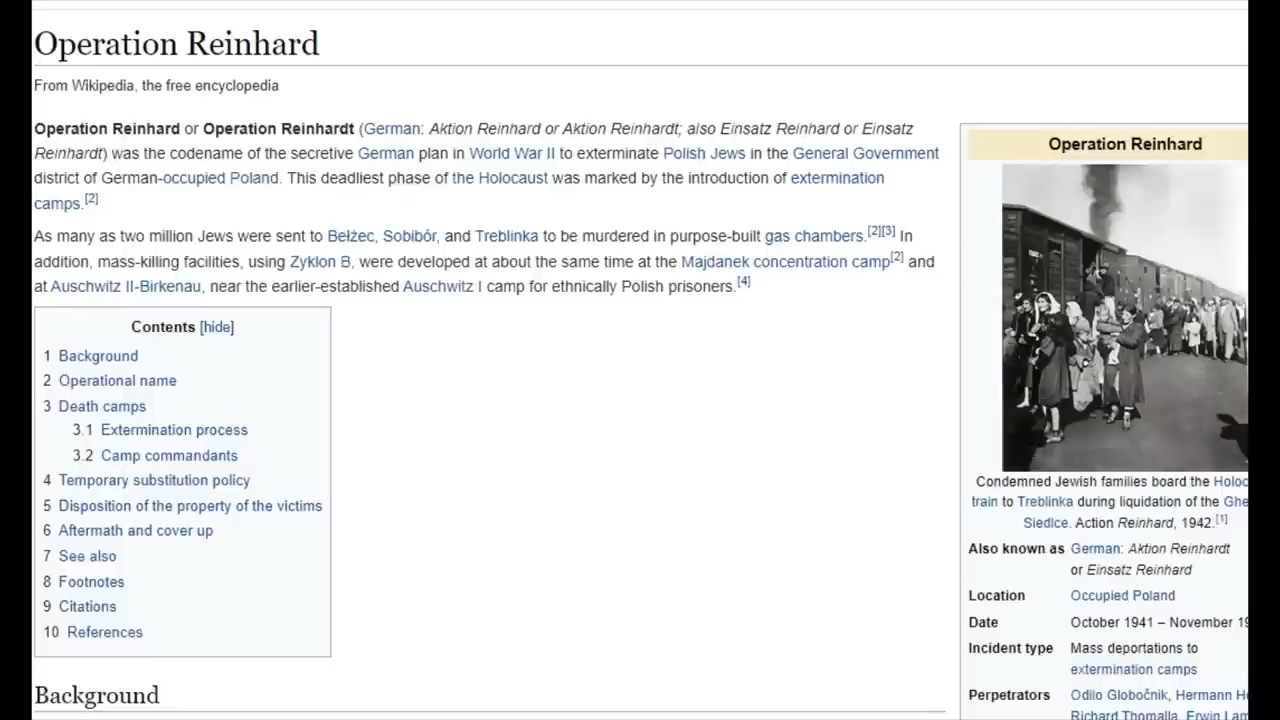 Operation Reinhard
From Wikipedia, the free encyclopedia
Operation Reinhard or Operation Reinhardt (German: Aktion Reinhard or Aktion Reinhardt; also Einsatz Reinhard or Einsatz
Reinhardt) was the codename of the secretive German plan in World War II to exterminate Polish Jews in the General Government
district of German-occupied Poland. This deadliest phase of the Holocaust was marked by the introduction of extermination
camps.[2]
As many as two million Jews were sent to Bełżec, Sobibór, and Treblinka to be murdered in purpose-built gas chambers.[2][3] In
addition, mass-killing facilities, using Zyklon B, were developed at about the same time at the Majdanek concentration camp[2] and
at Auschwitz II-Birkenau, near the earlier-established Auschwitz I camp for ethnically Polish prisoners.[4]
Contents [hide]
1 Background
2 Operational name
3 Death camps
3.1 Extermination process
3.2 Camp commandants
4 Temporary substitution policy
5 Disposition of the property of the victims
6 Aftermath and cover up
7 See also
8 Footnotes
9 Citations
10 References
Background
Operation Reinhard
Condemned Jewish families board the Holoc
train to Treblinka during liquidation of the Ghe
Siedlce. Action Reinhard, 1942.[1]
Also known as German: Aktion Reinhardt
or Einsatz Reinhard
Location Occupied Poland
Date October 1941 – November 19
Incident type Mass deportations to
extermination camps
Perpetrators Odilo Globočnik, Hermann H
Richard Thomalla, Erwin Lam